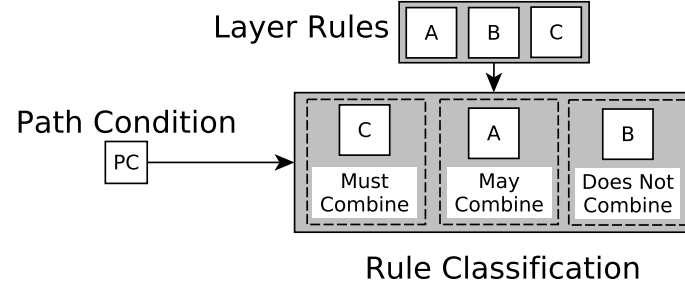 Layer Rules
A B C
Path Condition
PC
C A B
Must May Does Not
Combine Combine Combine
Rule Classification